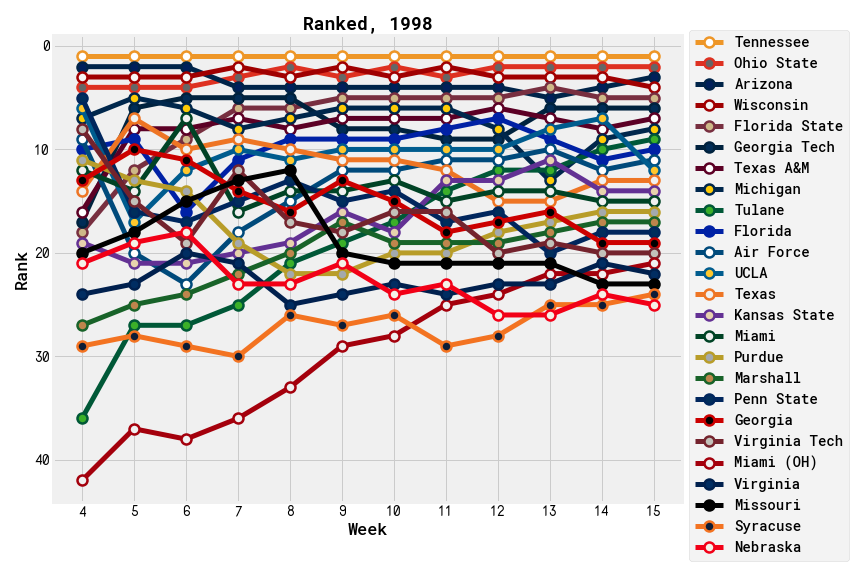 Ranked, 1998
0
10
20
30
40
Rank
4 5 6 7 8 9 10 11 12 13 14 15
Week
Tennessee
Ohio State
Arizona
Wisconsin
Florida State
Georgia Tech
Texas A&M
Michigan
Tulane
Florida
Air Force
UCLA
Texas
Kansas State
Miami
Purdue
Marshall
Penn State
Georgia
Virginia Tech
Miami (OH)
Virginia
Missouri
Syracuse
Nebraska